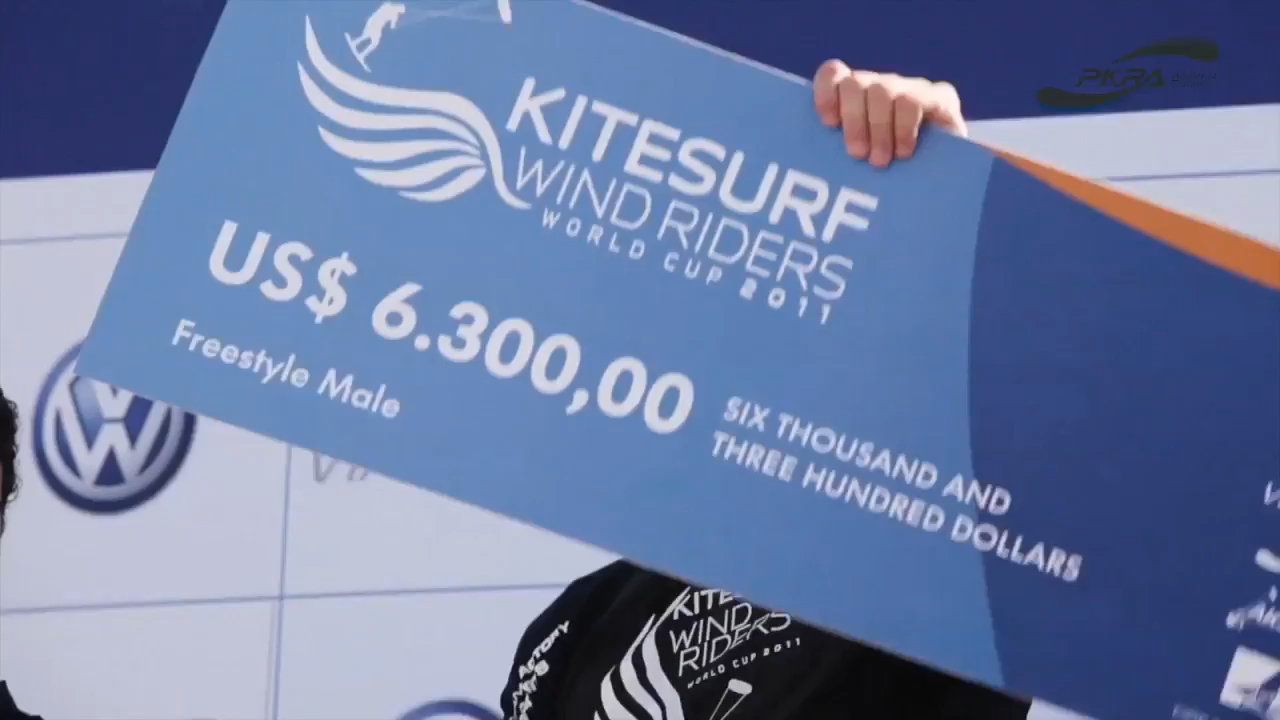 PKRA
KITESURF
WIND RIDERS
WORLD CUP 2011
US$ 6.300,00
Freestyle Male
SIX THOUSAND AND
THREE HUNDRED DOLLARS
KITE
WIND
RIDERS
WORLD CUP 2011